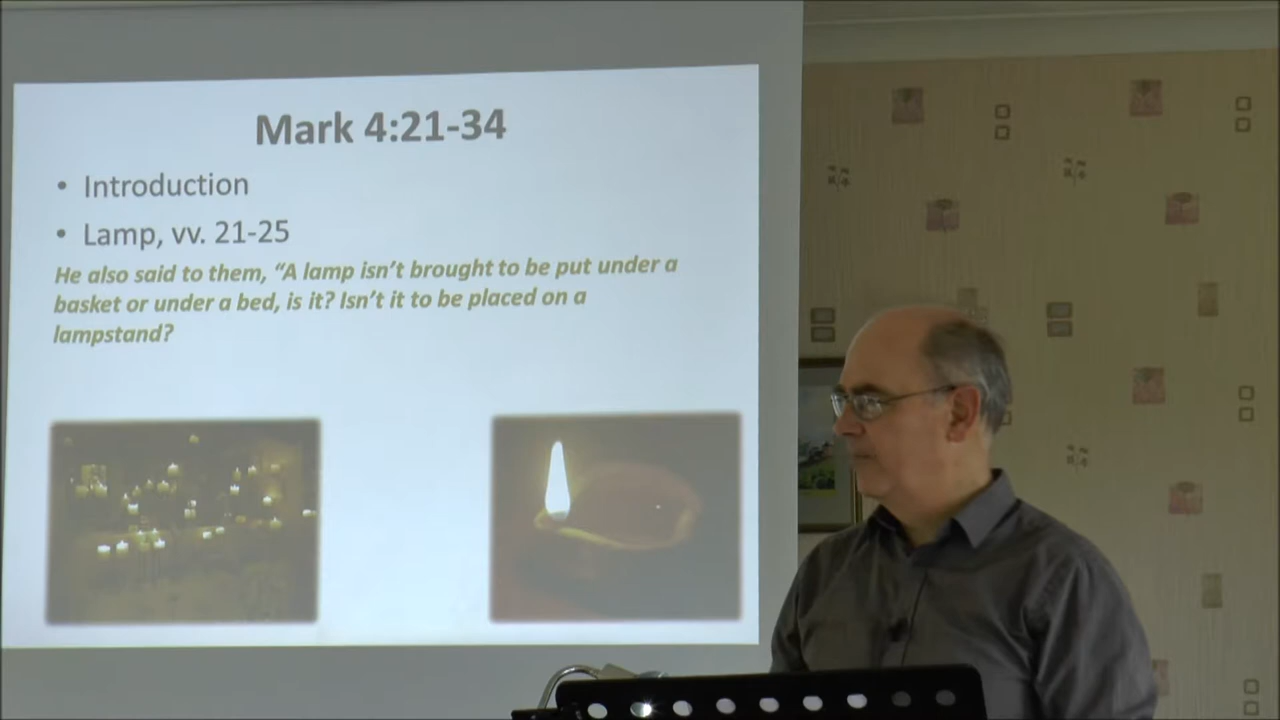 Mark 4:21-34
• Introduction
• Lamp, vv. 21-25
He also said to them, “A lamp isn’t brought to be put under a
basket or under a bed, is it? Isn’t it to be placed on a
lampstand?